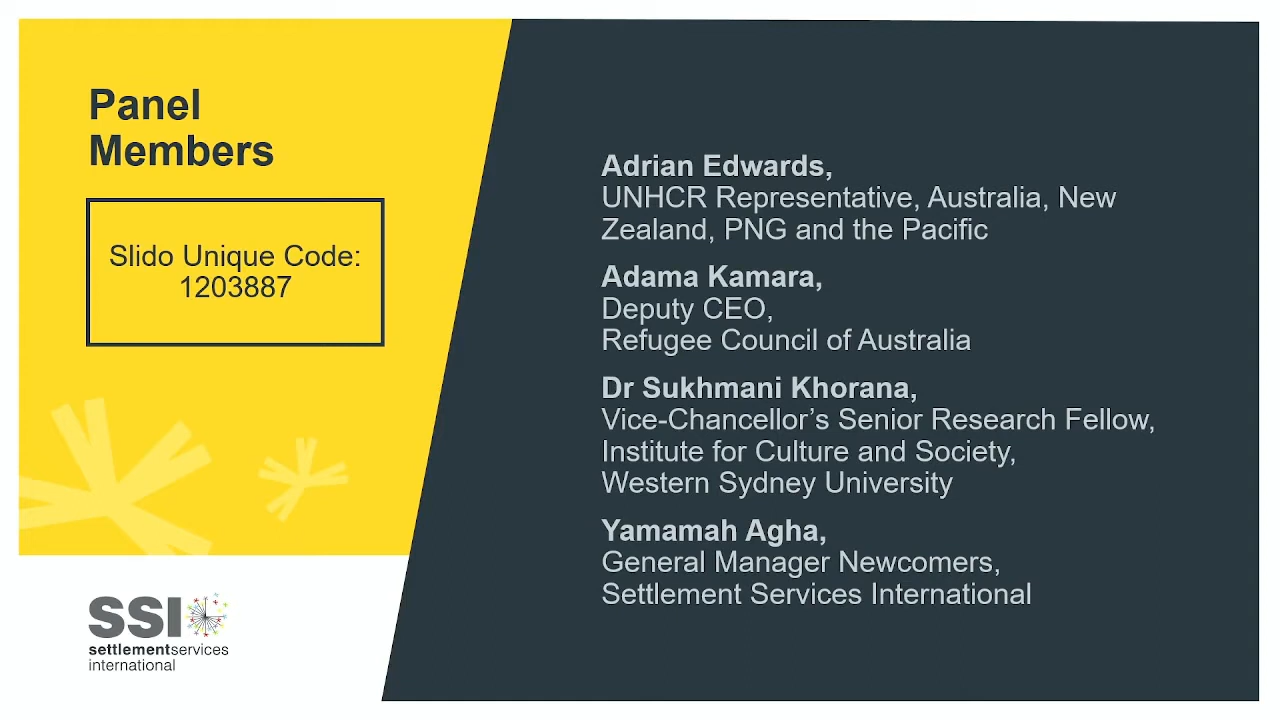 Panel
Members
Slido Unique Code:
1203887
Adrian Edwards,
UNHCR Representative, Australia, New
Zealand, PNG and the Pacific
Adama Kamara,
Deputy CEO,
Refugee Council of Australia
Dr Sukhmani Khorana,
Vice-Chancellor’s Senior Research Fellow,
Institute for Culture and Society,
Western Sydney University
Yamamah Agha,
General Manager Newcomers,
Settlement Services International
SSI
settlementservices
international